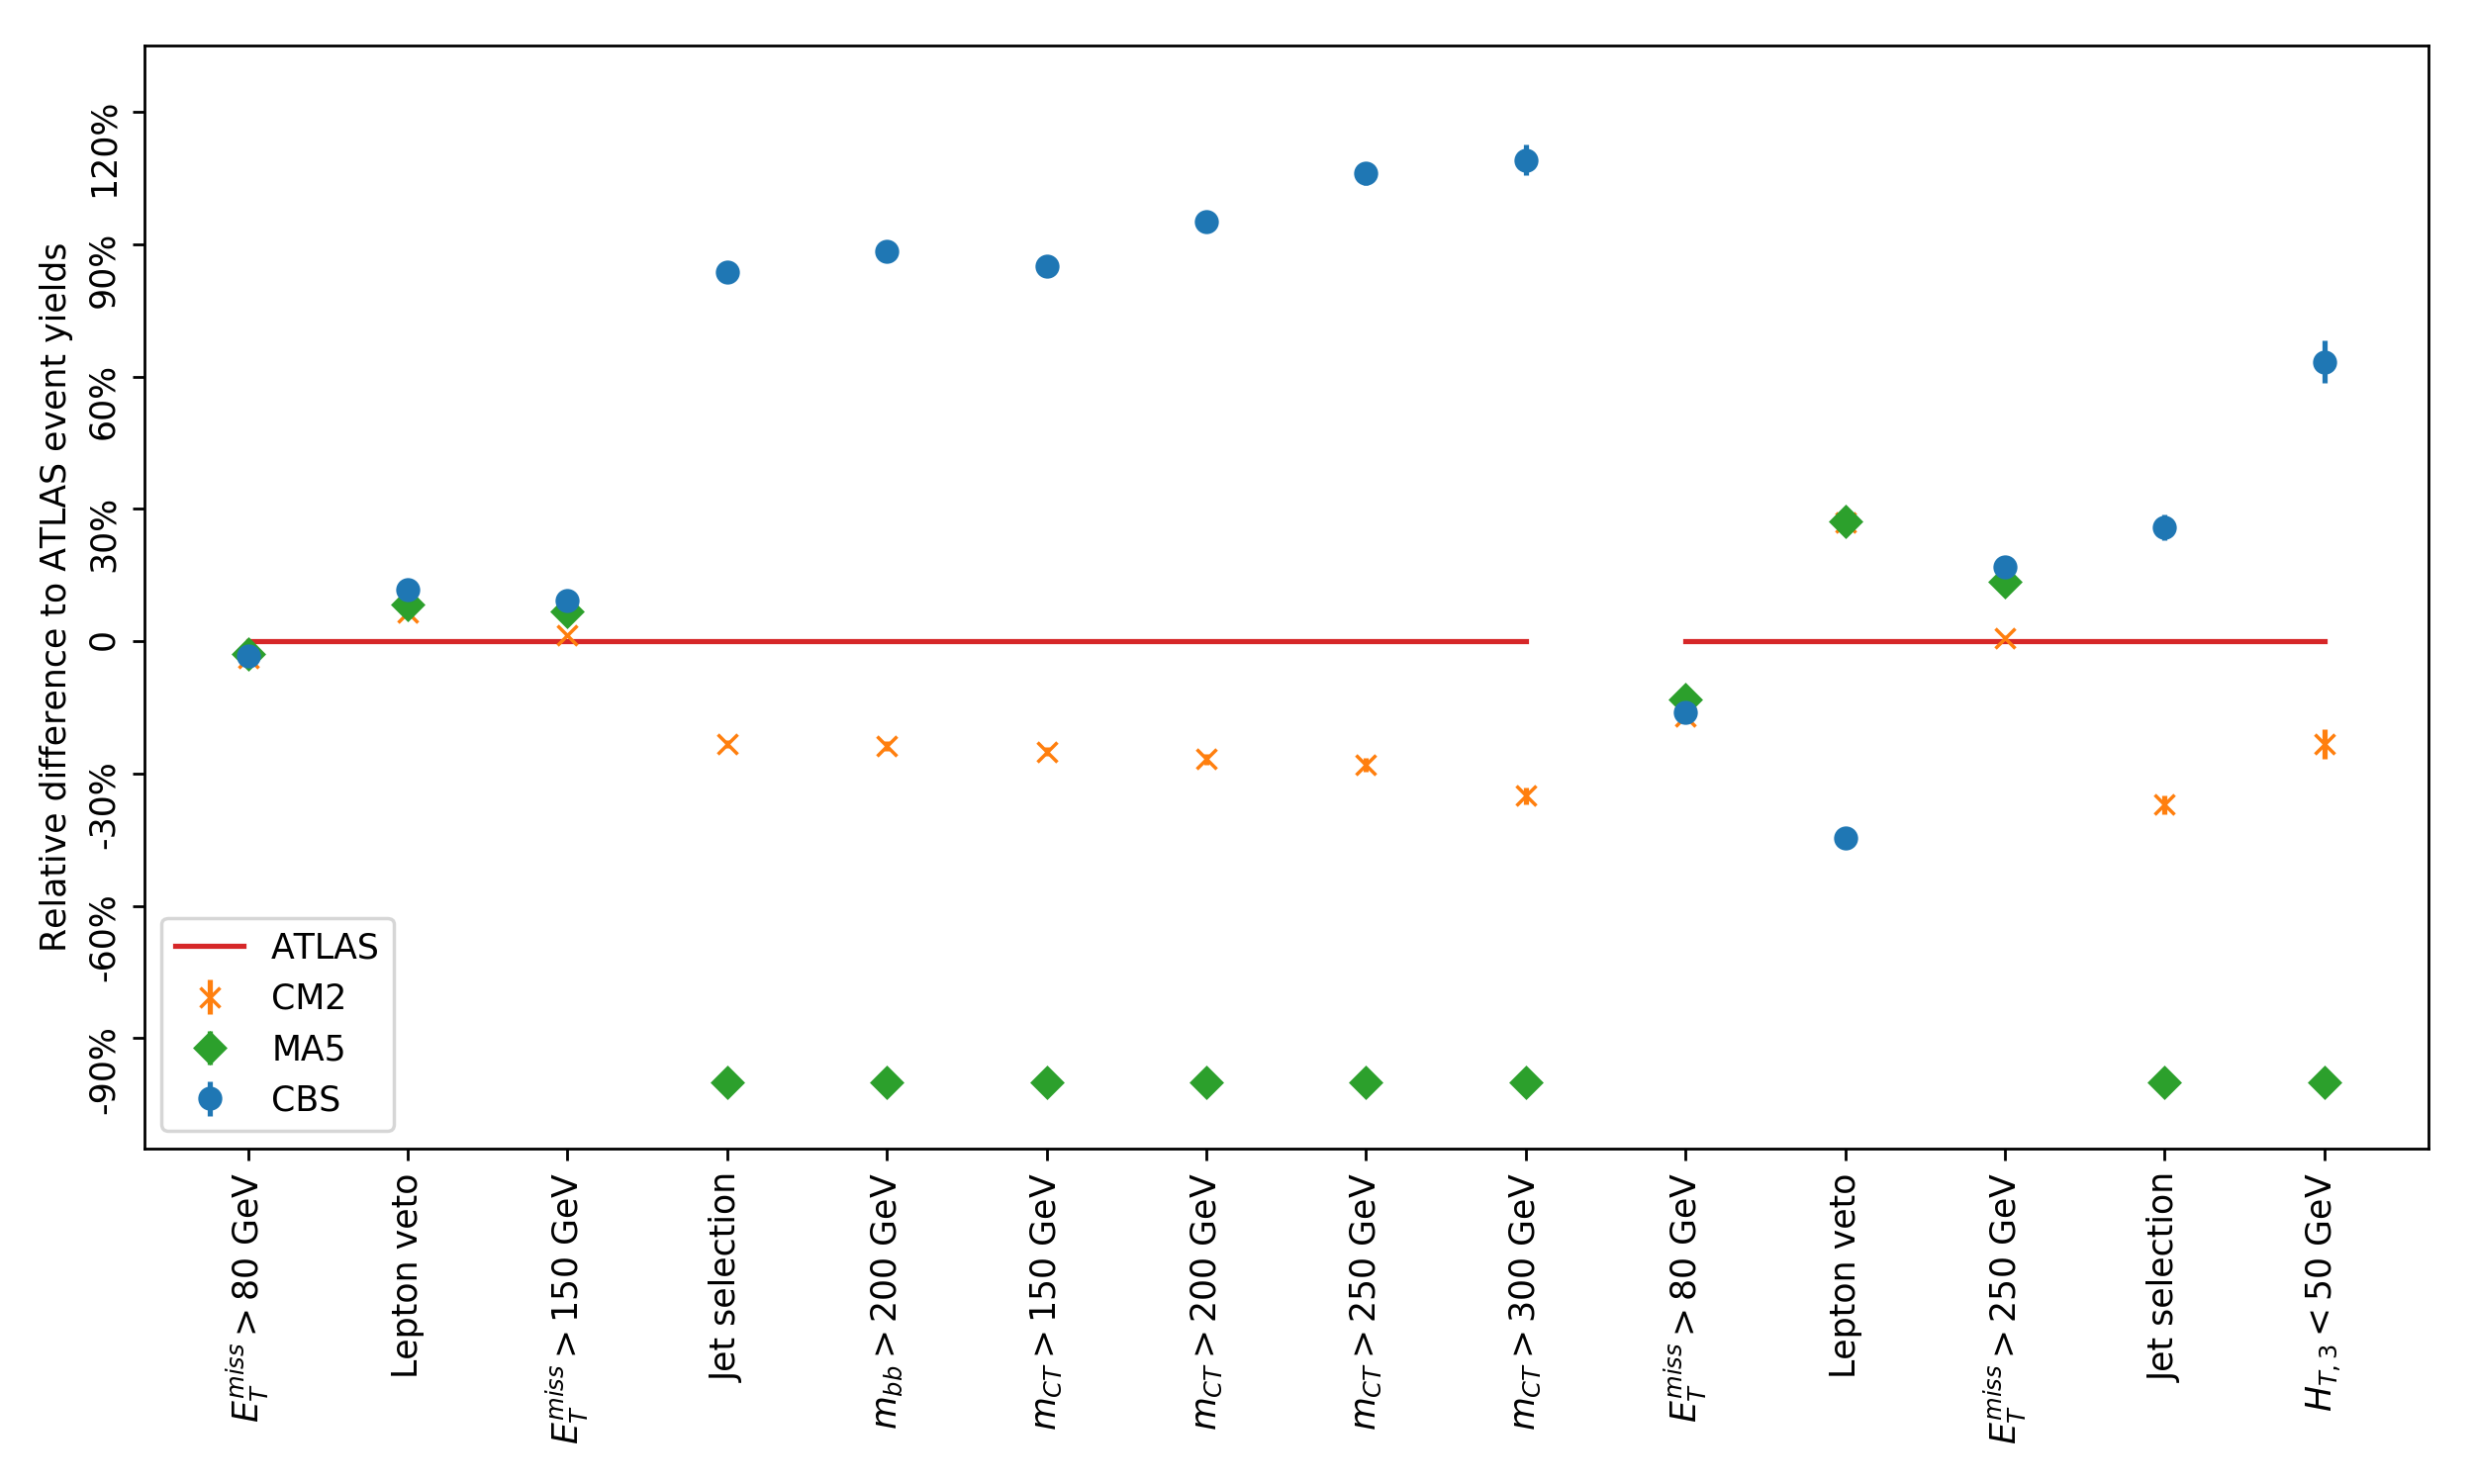 Relative difference to ATLAS event yields
120%
90%
60%
30%
0
-30%
-60%
-90%
ATLAS
CM2
MA5
CBS
E_T^miss > 80 GeV
Lepton veto
E_T^miss > 150 GeV
Jet selection
m_bb > 200 GeV
m_CT > 150 GeV
m_CT > 200 GeV
m_CT > 250 GeV
m_CT > 300 GeV
E_T^miss > 80 GeV
Lepton veto
E_T^miss > 250 GeV
Jet selection
H_T, 3 < 50 GeV